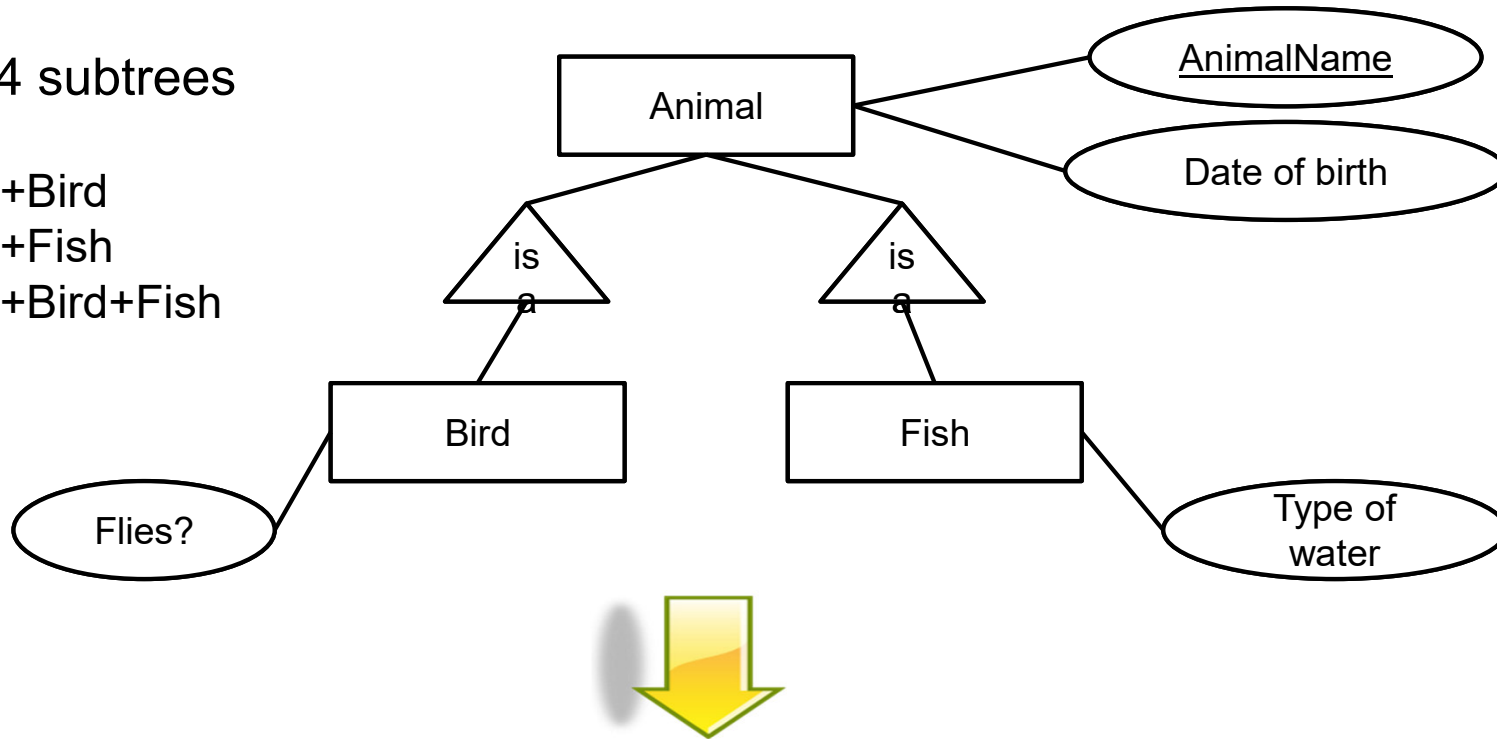 4 subtrees
+Bird
+Fish
+Bird+Fish
Animal
AnimalName
Date of birth
is
a
is
a
Bird
Fish
Flies?
Type of
water